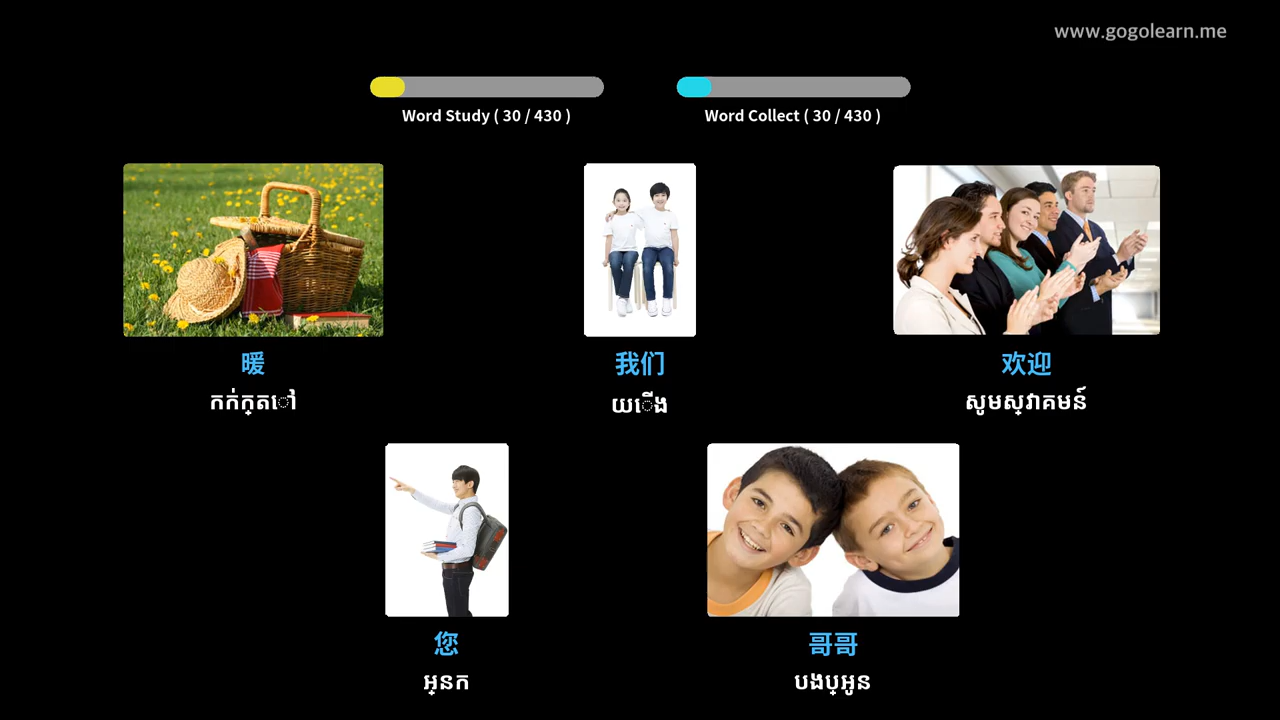 www.gogolearn.me
Word Study ( 30 / 430 )
Word Collect ( 30 / 430 )
暖
កក់ក្តៅ
我们
យើង
欢迎
សូមស្វាគមន៍
您
អ្នក
哥哥
បងប្អូន